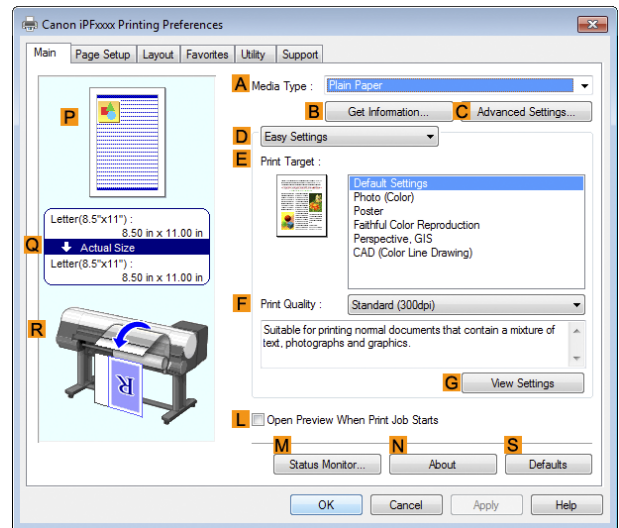 Canon iPFxxxx Printing Preferences
Main Page Setup Layout Favorites Utility Support
P
Letter(8.5"x11") :
8.50 in x 11.00 in
Q Actual Size
Letter(8.5"x11") :
8.50 in x 11.00 in
R
R
A Media Type : Plain Paper
B Get Information... C Advanced Settings...
D Easy Settings
E Print Target :
Default Settings
Photo (Color)
Poster
Faithful Color Reproduction
Perspective, GIS
CAD (Color Line Drawing)
F Print Quality : Standard (300dpi)
Suitable for printing normal documents that contain a mixture of
text, photographs and graphics.
G View Settings
L Open Preview When Print Job Starts
M N S
Status Monitor... About Defaults
OK Cancel Apply Help